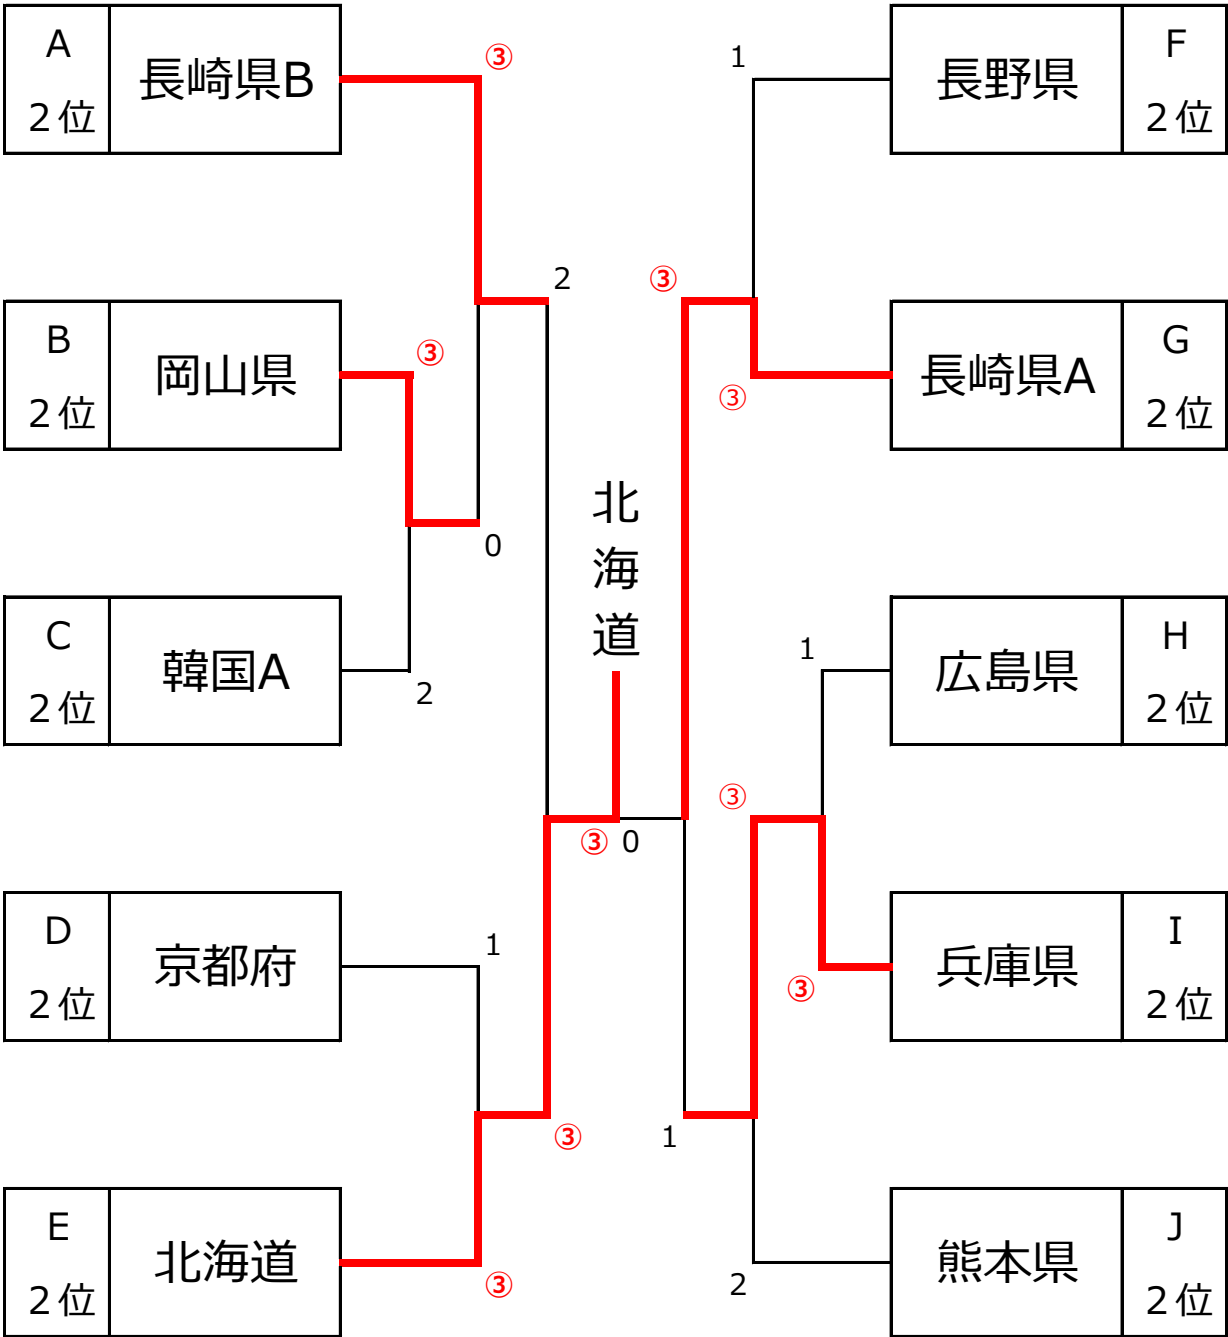 A
2位
長崎県B
③
B
2位
岡山県
③
C
2位
韓国A
2
0
2
D
2位
京都府
1
E
2位
北海道
③
③
北海道
③
0
1
長野県
F
2位
③
③
長崎県A
G
2位
1
広島県
H
2位
③
③
兵庫県
I
2位
1
2
熊本県
J
2位